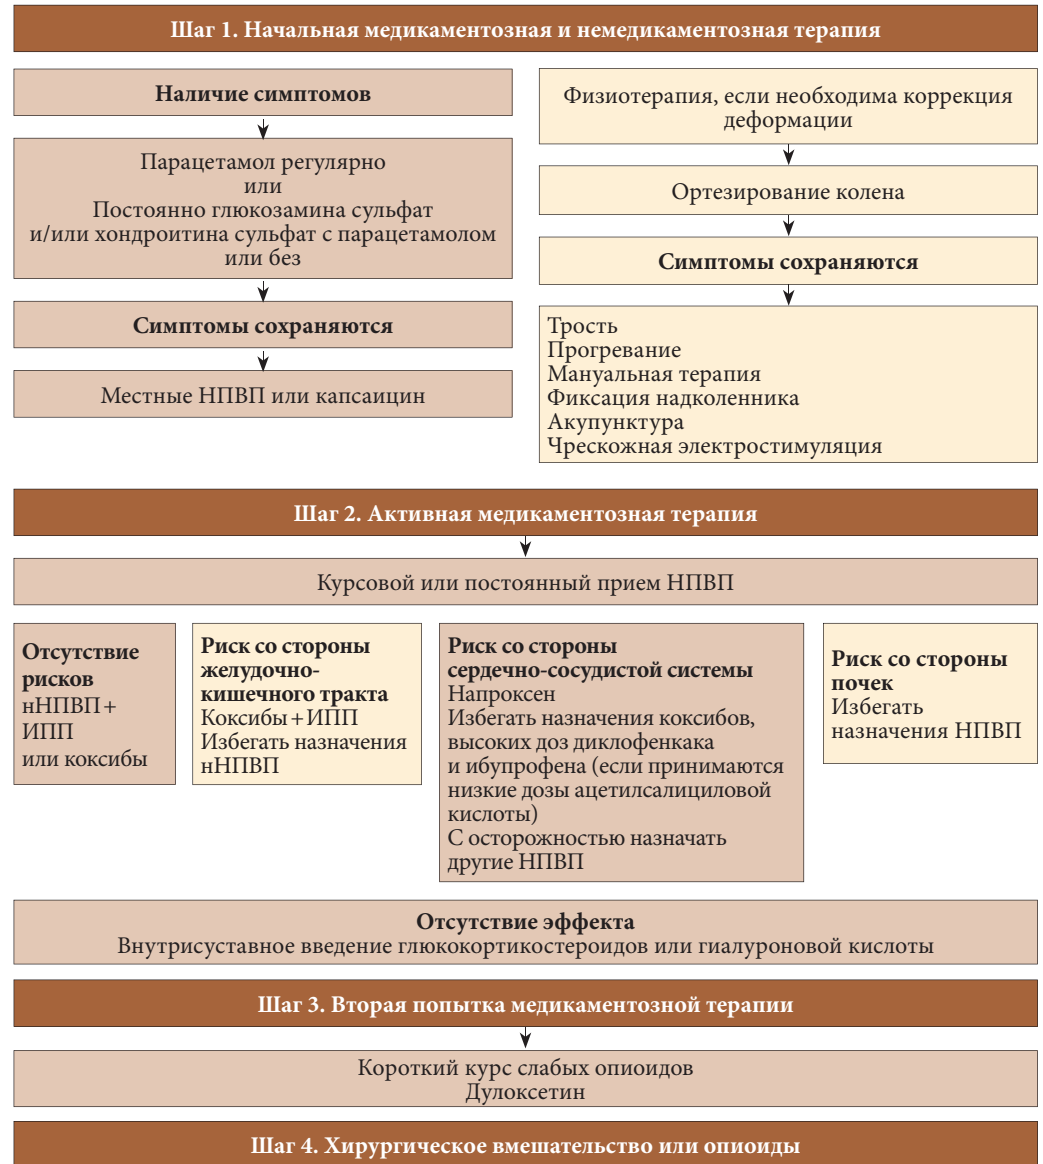 Шаг 1. Начальная медикаментозная и немедикаментозная терапия
Наличие симптомов
Парацетамол регулярно
или
Постоянно глюкозамина сульфат
и/или хондроитина сульфат с парацетамолом
или без
Симптомы сохраняются
Местные НПВП или капсаицин
Физиотерапия, если необходима коррекция
деформации
Ортезирование колена
Симптомы сохраняются
Трость
Прогревание
Мануальная терапия
Фиксация надколенника
Акупунктура
Чрескожная электростимуляция
Шаг 2. Активная медикаментозная терапия
Курсовой или постоянный прием НПВП
Отсутствие
рисков
нНПВП+
ИПП
или коксибы
Риск со стороны
желудочно-
кишечного тракта
Коксибы+ИПП
Избегать назначения
нНПВП
Риск со стороны
сердечно-сосудистой системы
Напроксен
Избегать назначения коксибов,
высоких доз диклофенкака
и ибупрофена (если принимаются
низкие дозы ацетилсалициловой
кислоты)
С осторожностью назначать
другие НПВП
Риск со стороны
почек
Избегать
назначения НПВП
Отсутствие эффекта
Внутрисуставное введение глюкокортикостероидов или гиалуроновой кислоты
Шаг 3. Вторая попытка медикаментозной терапии
Короткий курс слабых опиоидов
Дулоксетин
Шаг 4. Хирургическое вмешательство или опиоиды